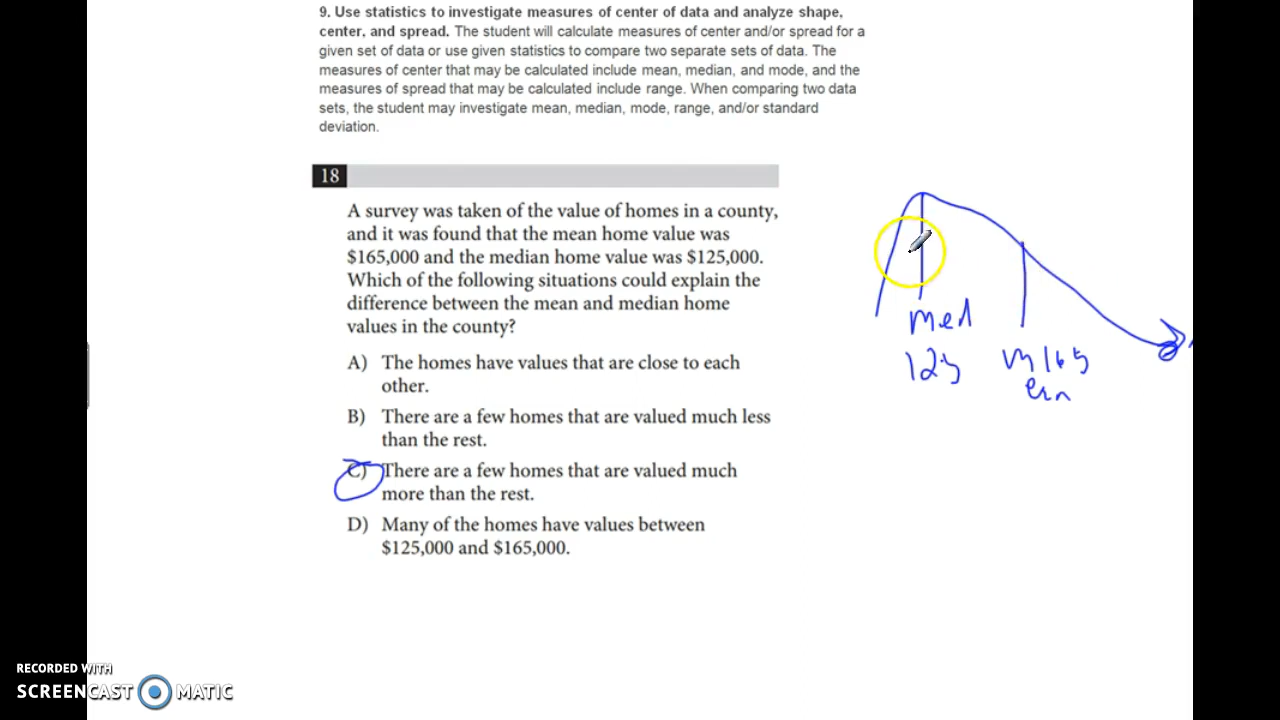 9. Use statistics to investigate measures of center of data and analyze shape,
center, and spread. The student will calculate measures of center and/or spread for a
given set of data or use given statistics to compare two separate sets of data. The
measures of center that may be calculated include mean, median, and mode, and the
measures of spread that may be calculated include range. When comparing two data
sets, the student may investigate mean, median, mode, range, and/or standard
deviation.
18
A survey was taken of the value of homes in a county,
and it was found that the mean home value was
$165,000 and the median home value was $125,000.
Which of the following situations could explain the
difference between the mean and median home
values in the county?
A) The homes have values that are close to each
other.
B) There are a few homes that are valued much less
than the rest.
C) There are a few homes that are valued much
more than the rest.
D) Many of the homes have values between
$125,000 and $165,000.
med
125
165
RECORDED WITH
SCREENCAST MATIC